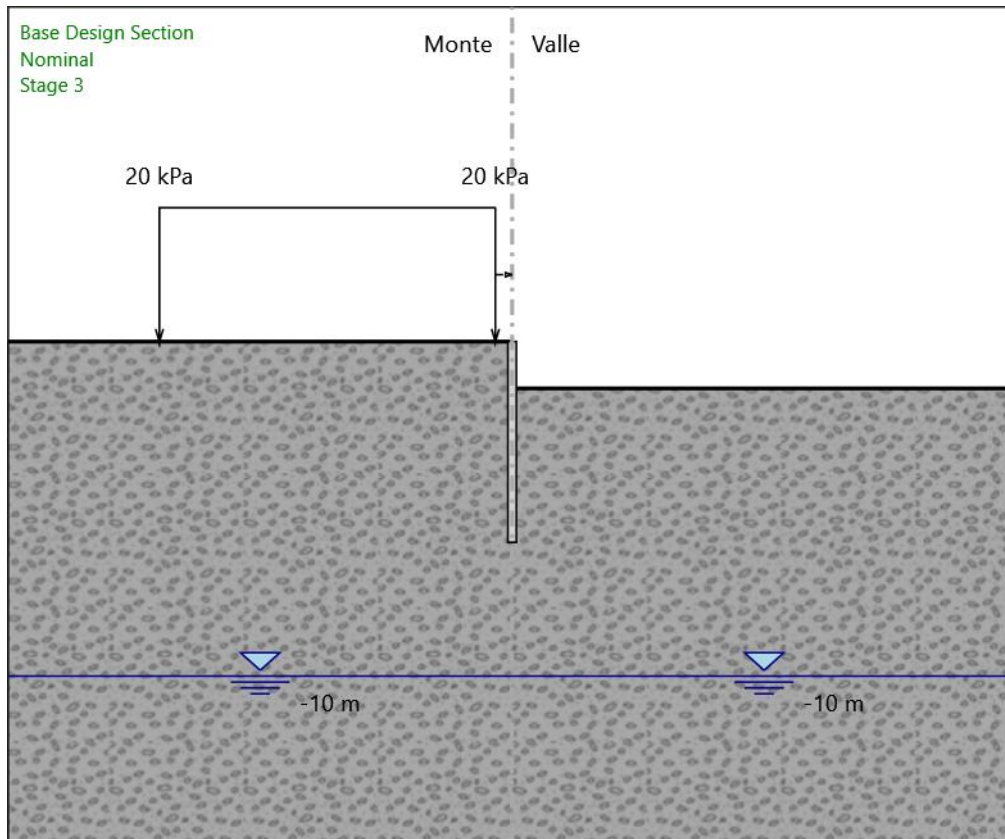 Base Design Section
Nominal
Stage 3
Monte
Valle
20 kPa
20 kPa
-10 m
-10 m